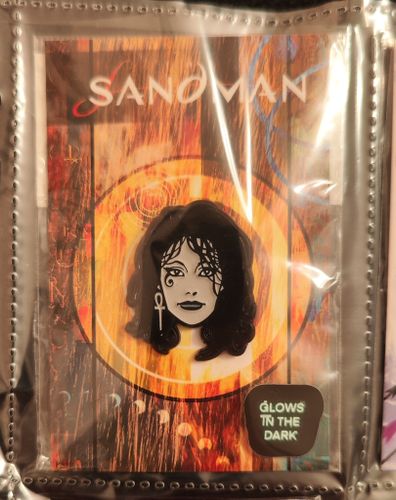 SANDMAN
GLOWS
IN THE
DARK